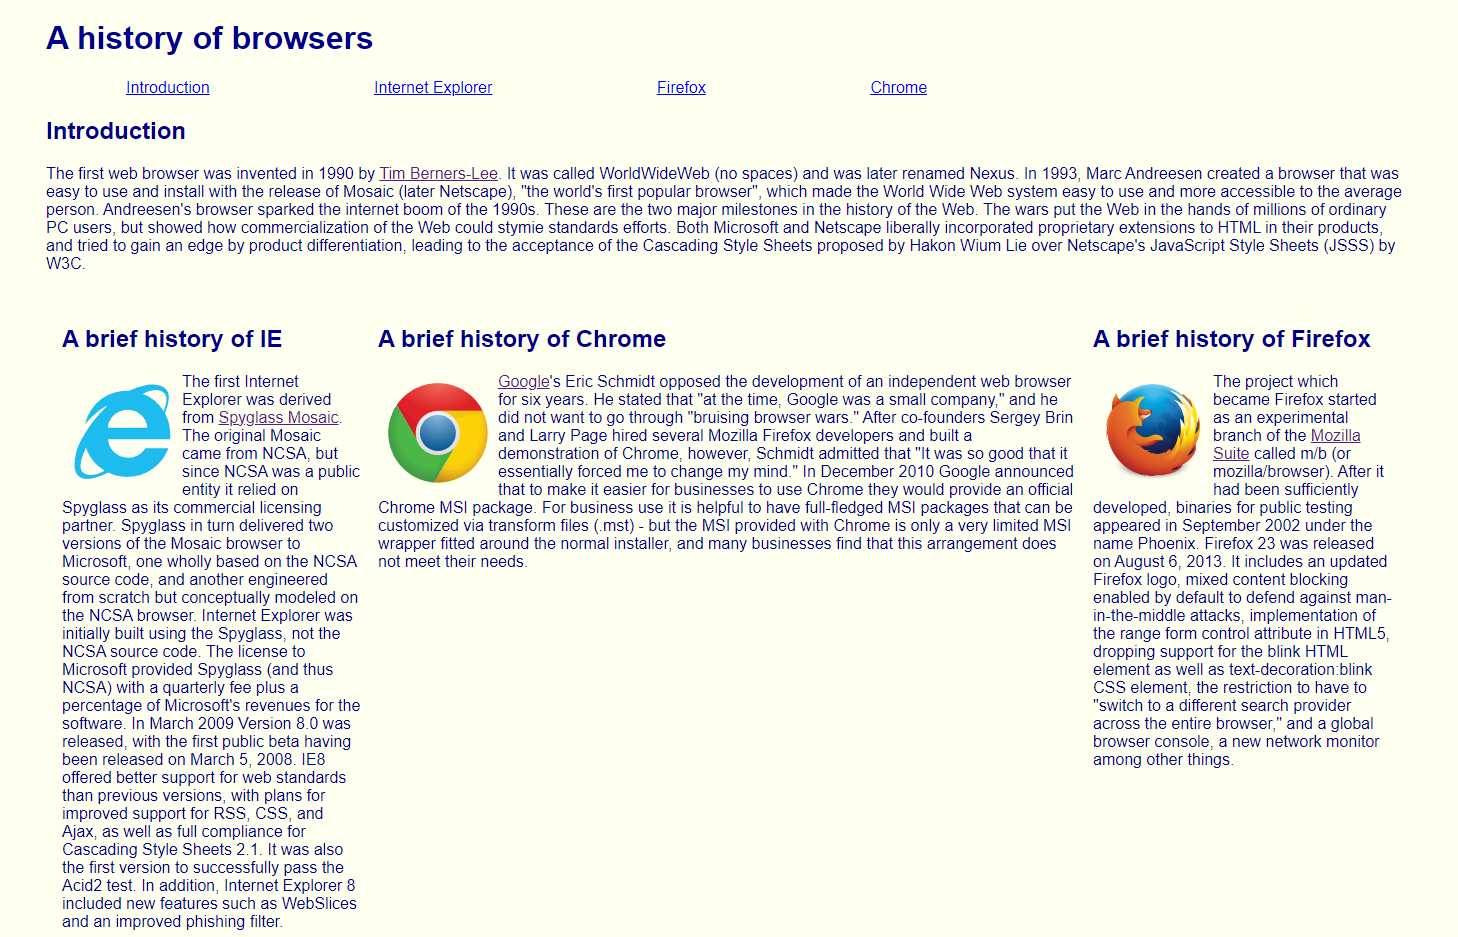 A history of browsers
Introduction
Internet Explorer
Firefox
Chrome
Introduction
The first web browser was invented in 1990 by Tim Berners-Lee. It was called WorldWideWeb (no spaces) and was later renamed Nexus. In 1993, Marc Andreesen created a browser that was
easy to use and install with the release of Mosaic (later Netscape), "the world's first popular browser", which made the World Wide Web system easy to use and more accessible to the average
person. Andreesen's browser sparked the internet boom of the 1990s. These are the two major milestones in the history of the Web. The wars put the Web in the hands of millions of ordinary
PC users, but showed how commercialization of the Web could stymie standards efforts. Both Microsoft and Netscape liberally incorporated proprietary extensions to HTML in their products,
and tried to gain an edge by product differentiation, leading to the acceptance of the Cascading Style Sheets proposed by Hakon Wium Lie over Netscape's JavaScript Style Sheets (JSSS) by
W3C.
A brief history of IE
The first Internet
Explorer was derived
from Spyglass Mosaic.
The original Mosaic
came from NCSA, but
since NCSA was a public
entity it relied on
Spyglass as its commercial licensing
partner. Spyglass in turn delivered two
versions of the Mosaic browser to
Microsoft, one wholly based on the NCSA
source code, and another engineered
from scratch but conceptually modeled on
the NCSA browser. Internet Explorer was
initially built using the Spyglass, not the
NCSA source code. The license to
Microsoft provided Spyglass (and thus
NCSA) with a quarterly fee plus a
percentage of Microsoft's revenues for the
software. In March 2009 Version 8.0 was
released, with the first public beta having
been released on March 5, 2008. IE8
offered better support for web standards
than previous versions, with plans for
improved support for RSS, CSS, and
Ajax, as well as full compliance for
Cascading Style Sheets 2.1. It was also
the first version to successfully pass the
Acid2 test. In addition, Internet Explorer 8
included new features such as WebSlices
and an improved phishing filter.
A brief history of Chrome
Google's Eric Schmidt opposed the development of an independent web browser
for six years. He stated that "at the time, Google was a small company," and he
did not want to go through "bruising browser wars." After co-founders Sergey Brin
and Larry Page hired several Mozilla Firefox developers and built a
demonstration of Chrome, however, Schmidt admitted that "It was so good that it
essentially forced me to change my mind." In December 2010 Google announced
that to make it easier for businesses to use Chrome they would provide an official
Chrome MSI package. For business use it is helpful to have full-fledged MSI packages that can be
customized via transform files (.mst) - but the MSI provided with Chrome is only a very limited MSI
wrapper fitted around the normal installer, and many businesses find that this arrangement does
not meet their needs.
A brief history of Firefox
The project which
became Firefox started
as an experimental
branch of the Mozilla
Suite called m/b (or
mozilla/browser). After it
had been sufficiently
developed, binaries for public testing
appeared in September 2002 under the
name Phoenix. Firefox 23 was released
on August 6, 2013. It includes an updated
Firefox logo, mixed content blocking
enabled by default to defend against man-
in-the-middle attacks, implementation of
the range form control attribute in HTML5,
dropping support for the blink HTML
element as well as text-decoration:blink
CSS element, the restriction to have to
"switch to a different search provider
across the entire browser," and a global
browser console, a new network monitor
among other things.